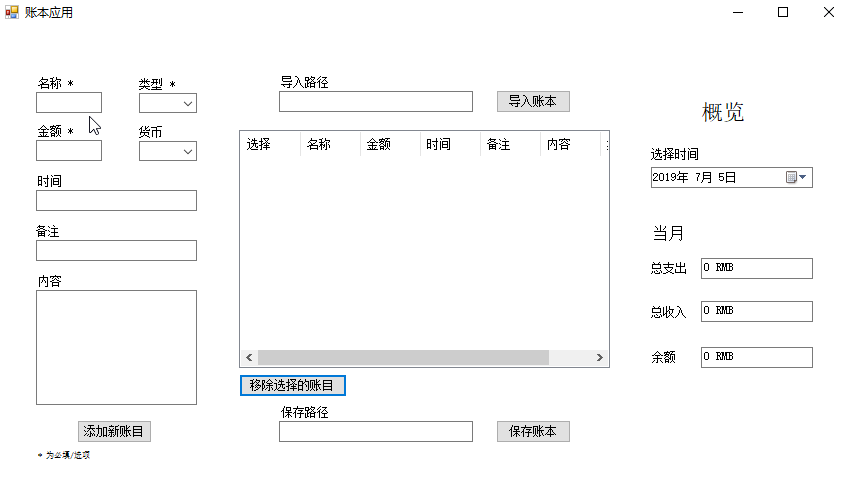 账本应用
名称 *
类型 *
金额 *
货币
时间
备注
内容
添加新账目
* 为必填/选项
导入路径
导入账本
选择 名称 金额 时间 备注 内容
移除选择的账目
保存路径
保存账本
概览
选择时间
2019年 7月 5日
当月
总支出 0 RMB
总收入 0 RMB
余额 0 RMB